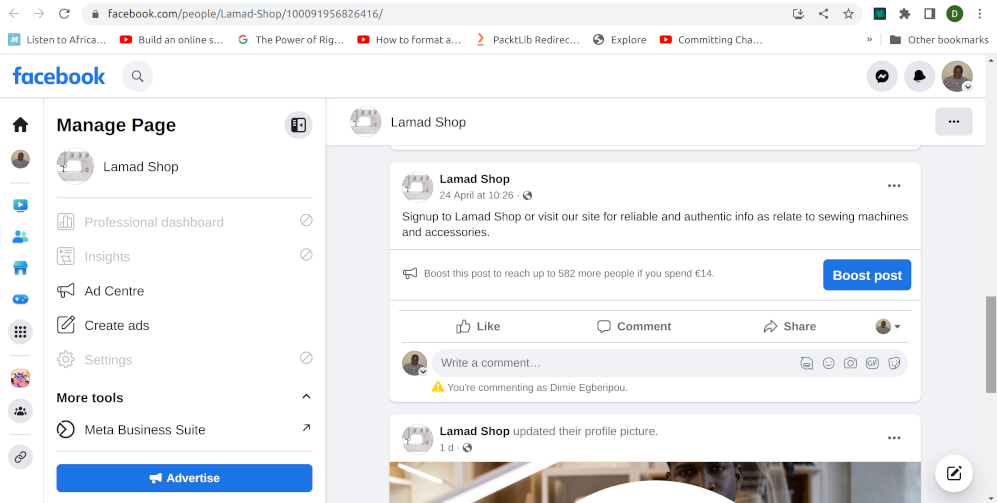 facebook.com/people/Lamad-Shop/100091956826416/
D
Listen to Africa...
Build an online s...
The Power of Rig...
How to format a...
PacktLib Redirec...
Explore
Committing Cha...
»
Other bookmarks
facebook
Manage Page
Lamad Shop
Professional dashboard
Insights
Ad Centre
Create ads
Settings
More tools
Meta Business Suite
Advertise
Lamad Shop
Lamad Shop
24 April at 10:26 ·
Signup to Lamad Shop or visit our site for reliable and authentic info as relate to sewing machines
and accessories.
Boost this post to reach up to 582 more people if you spend €14.
Boost post
Like
Comment
Share
Write a comment…
GIF
You're commenting as Dimie Egberipou.
Lamad Shop updated their profile picture.
1 d ·